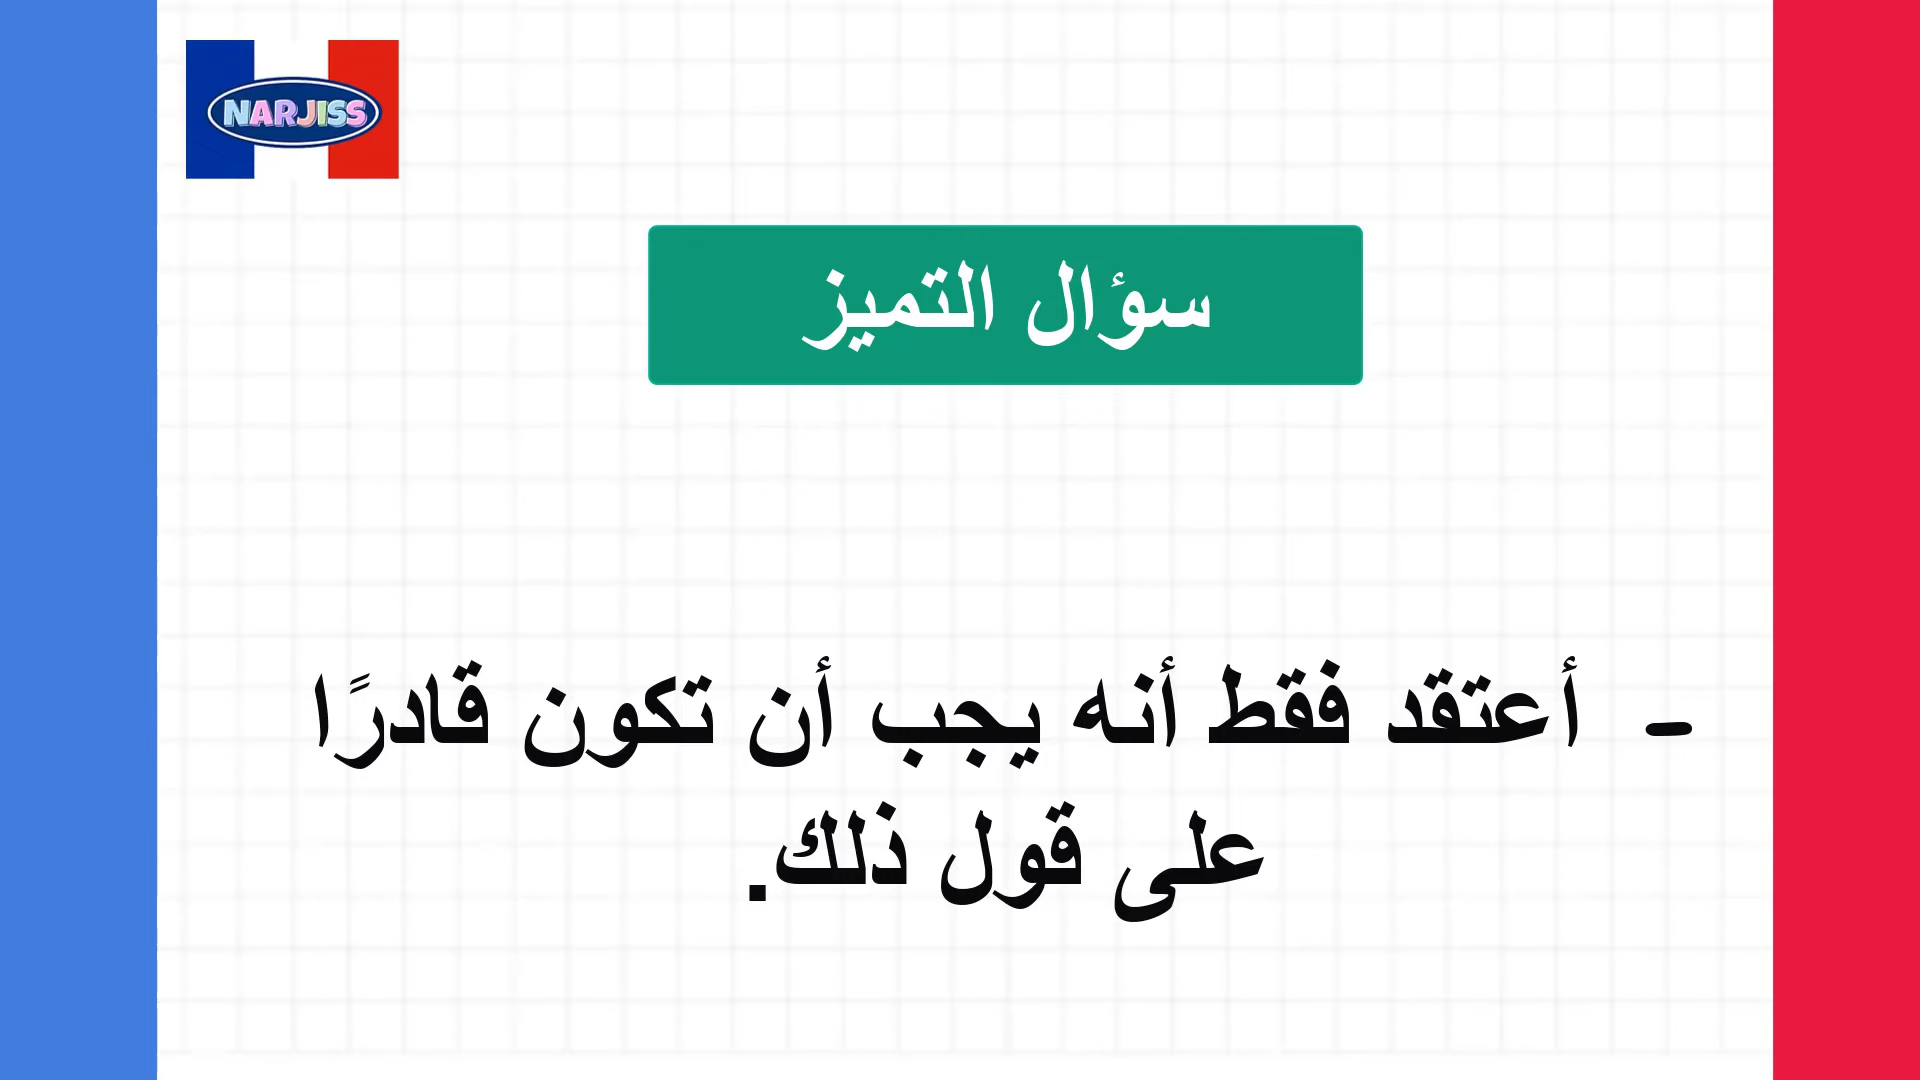 NARJISS
سؤال التميز
- أعتقد فقط أنه يجب أن تكون قادرًا
على قول ذلك.